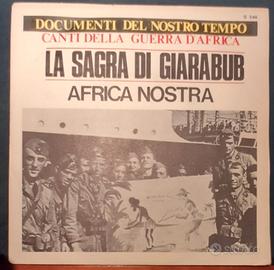 DOCUMENTI DEL NOSTRO TEMPO
CANTI DELLA GUERRA D'AFRICA
LA SAGRA DI GIARABUB
AFRICA NOSTRA